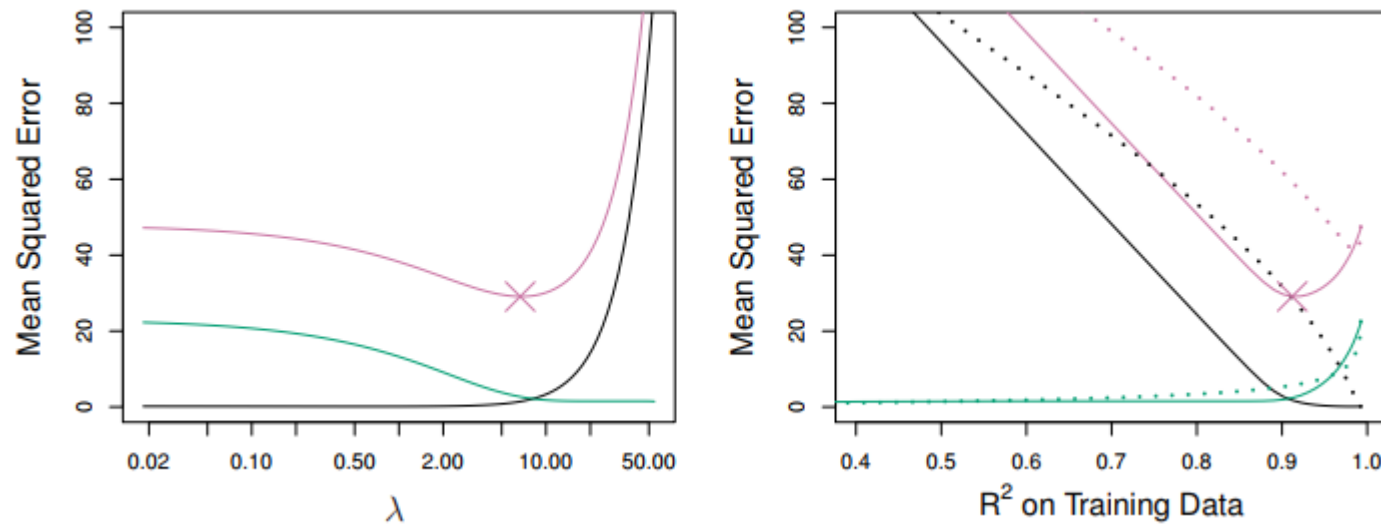 Mean Squared Error
0 20 40 60 80 100
0.02 0.10 0.50 2.00 10.00 50.00
λ
Mean Squared Error
0 20 40 60 80 100
0.4 0.5 0.6 0.7 0.8 0.9 1.0
R² on Training Data